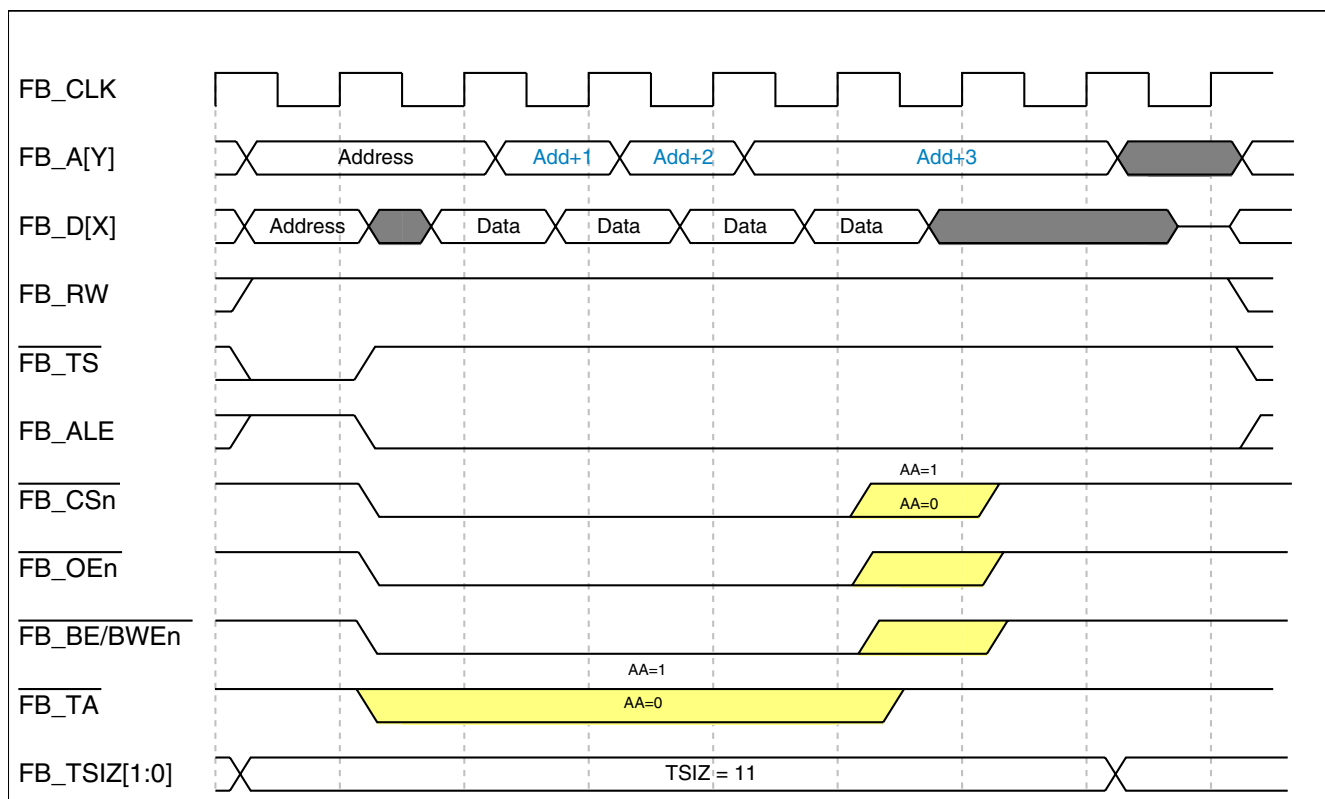 FB_CLK
FB_A[Y] Address Add+1 Add+2 Add+3
FB_D[X] Address Data Data Data Data
FB_RW
FB_TS
FB_ALE
AA=1
FB_CSn AA=0
FB_OEn
FB_BE/BWEn
AA=1
FB_TA AA=0
FB_TSIZ[1:0] TSIZ = 11